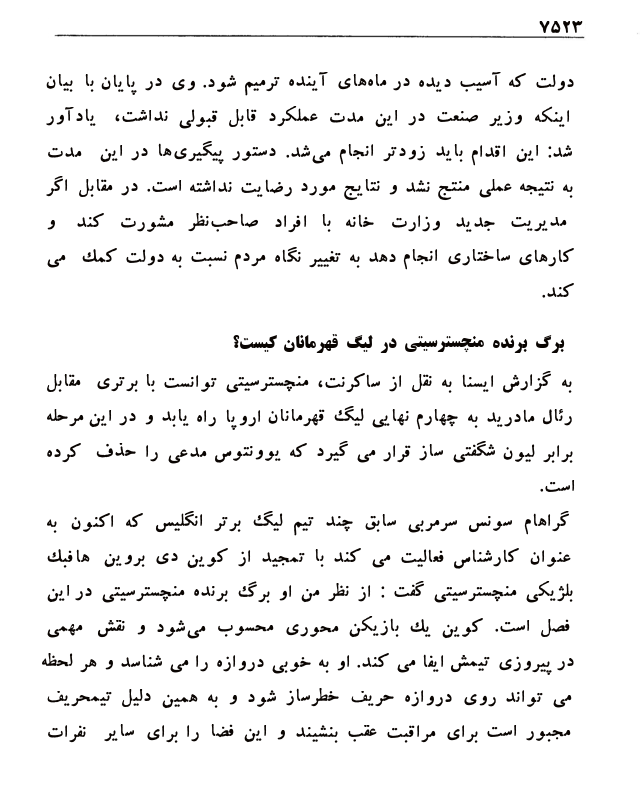 ۷۵۲۳
دولت که آسیب دیده در ماه‌های آینده ترمیم شود. وی در پایان با بیان
اینکه وزیر صنعت در این مدت عملکرد قابل قبولی نداشت، یادآور
شد: این اقدام باید زودتر انجام می‌شد. دستور پیگیری‌ها در این مدت
به نتیجه عملی منتج نشد و نتایج مورد رضایت نداشته است. در مقابل اگر
مدیریت جدید وزارت خانه با افراد صاحب‌نظر مشورت کند و
کارهای ساختاری انجام دهد به تغییر نگاه مردم نسبت به دولت کمك می
کند.
برگ برنده منچسترسیتی در لیگ قهرمانان کیست؟
به گزارش ایسنا به نقل از ساکرنت، منچسترسیتی توانست با برتری مقابل
رئال مادرید به چهارم نهایی لیگ قهرمانان اروپا راه یابد و در این مرحله
برابر لیون شگفتی ساز قرار می گیرد که یوونتوس مدعی را حذف کرده
است.
گراهام سونس سرمربی سابق چند تیم لیگ برتر انگلیس که اکنون به
عنوان کارشناس فعالیت می کند با تمجید از کوین دی بروین هافبك
بلژیکی منچسترسیتی گفت : از نظر من او برگ برنده منچسترسیتی در این
فصل است. کوین یك بازیکن محوری محسوب می‌شود و نقش مهمی
در پیروزی تیمش ایفا می کند. او به خوبی دروازه را می شناسد و هر لحظه
می تواند روی دروازه حریف خطرساز شود و به همین دلیل تیمحریف
مجبور است برای مراقبت عقب بنشیند و این فضا را برای سایر نفرات